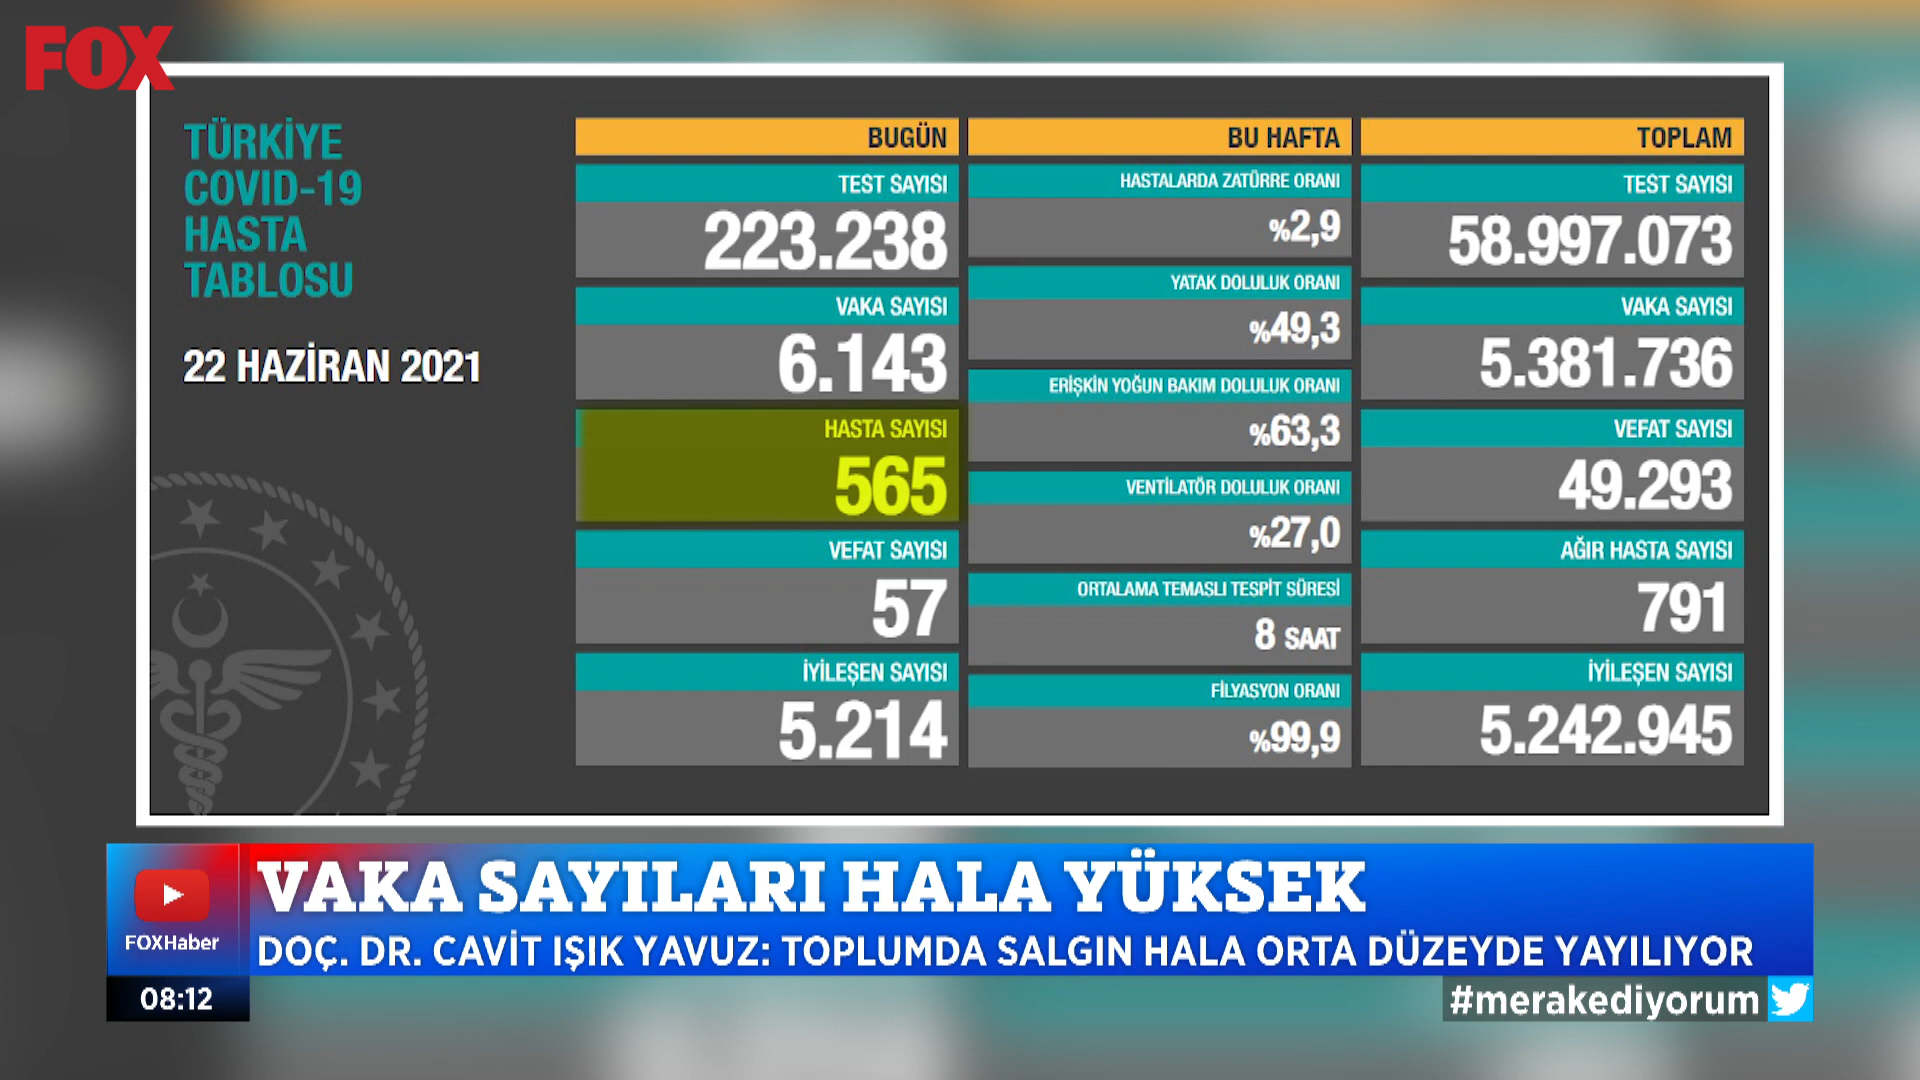 FOX
TÜRKİYE
COVID-19
HASTA
TABLOSU
22 HAZİRAN 2021
BUGÜN
TEST SAYISI
223.238
VAKA SAYISI
6.143
HASTA SAYISI
565
VEFAT SAYISI
57
İYİLEŞEN SAYISI
5.214
BU HAFTA
HASTALARDA ZATÜRRE ORANI
%2,9
YATAK DOLULUK ORANI
%49,3
ERİŞKİN YOĞUN BAKIM DOLULUK ORANI
%63,3
VENTİLATÖR DOLULUK ORANI
%27,0
ORTALAMA TEMASLI TESPİT SÜRESİ
8 SAAT
FİLYASYON ORANI
%99,9
TOPLAM
TEST SAYISI
58.997.073
VAKA SAYISI
5.381.736
VEFAT SAYISI
49.293
AĞIR HASTA SAYISI
791
İYİLEŞEN SAYISI
5.242.945
VAKA SAYILARI HALA YÜKSEK
FOXHaber
DOÇ. DR. CAVİT IŞIK YAVUZ: TOPLUMDA SALGIN HALA ORTA DÜZEYDE YAYILIYOR
08:12
#merakediyorum